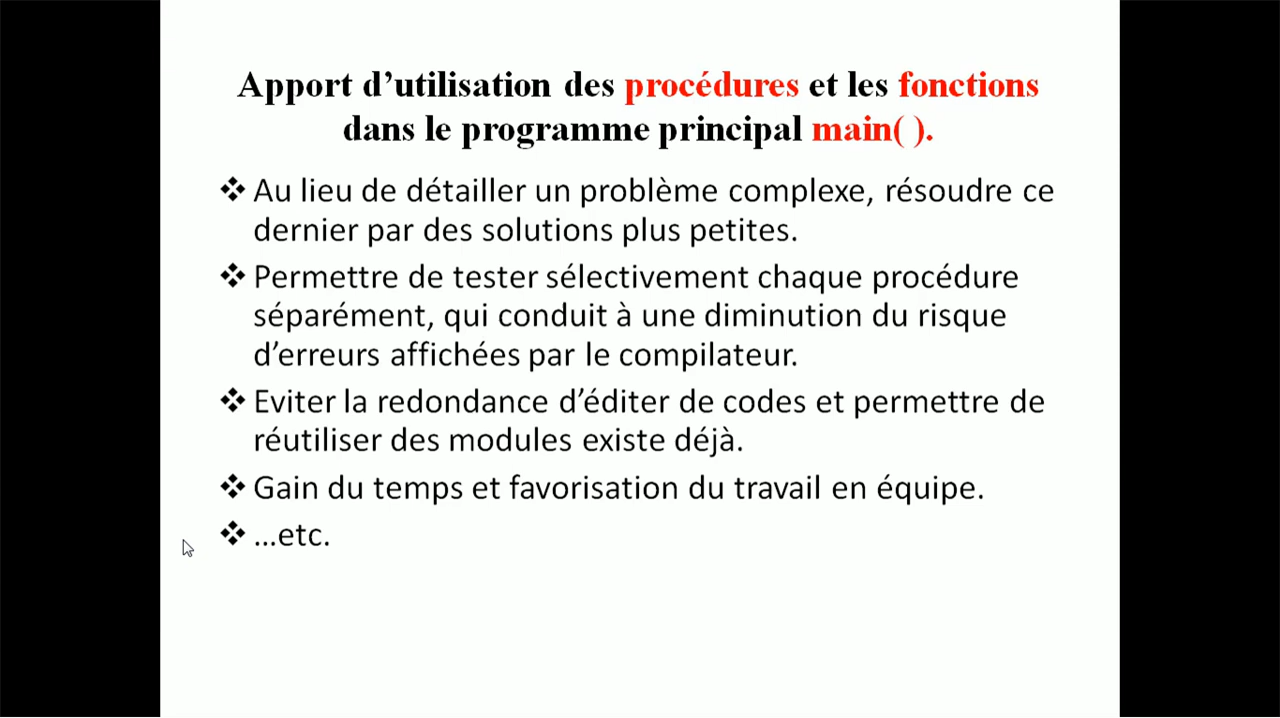 Apport d’utilisation des procédures et les fonctions
dans le programme principal main( ).
❖ Au lieu de détailler un problème complexe, résoudre ce
dernier par des solutions plus petites.
❖ Permettre de tester sélectivement chaque procédure
séparément, qui conduit à une diminution du risque
d’erreurs affichées par le compilateur.
❖ Eviter la redondance d’éditer de codes et permettre de
réutiliser des modules existe déjà.
❖ Gain du temps et favorisation du travail en équipe.
❖ …etc.